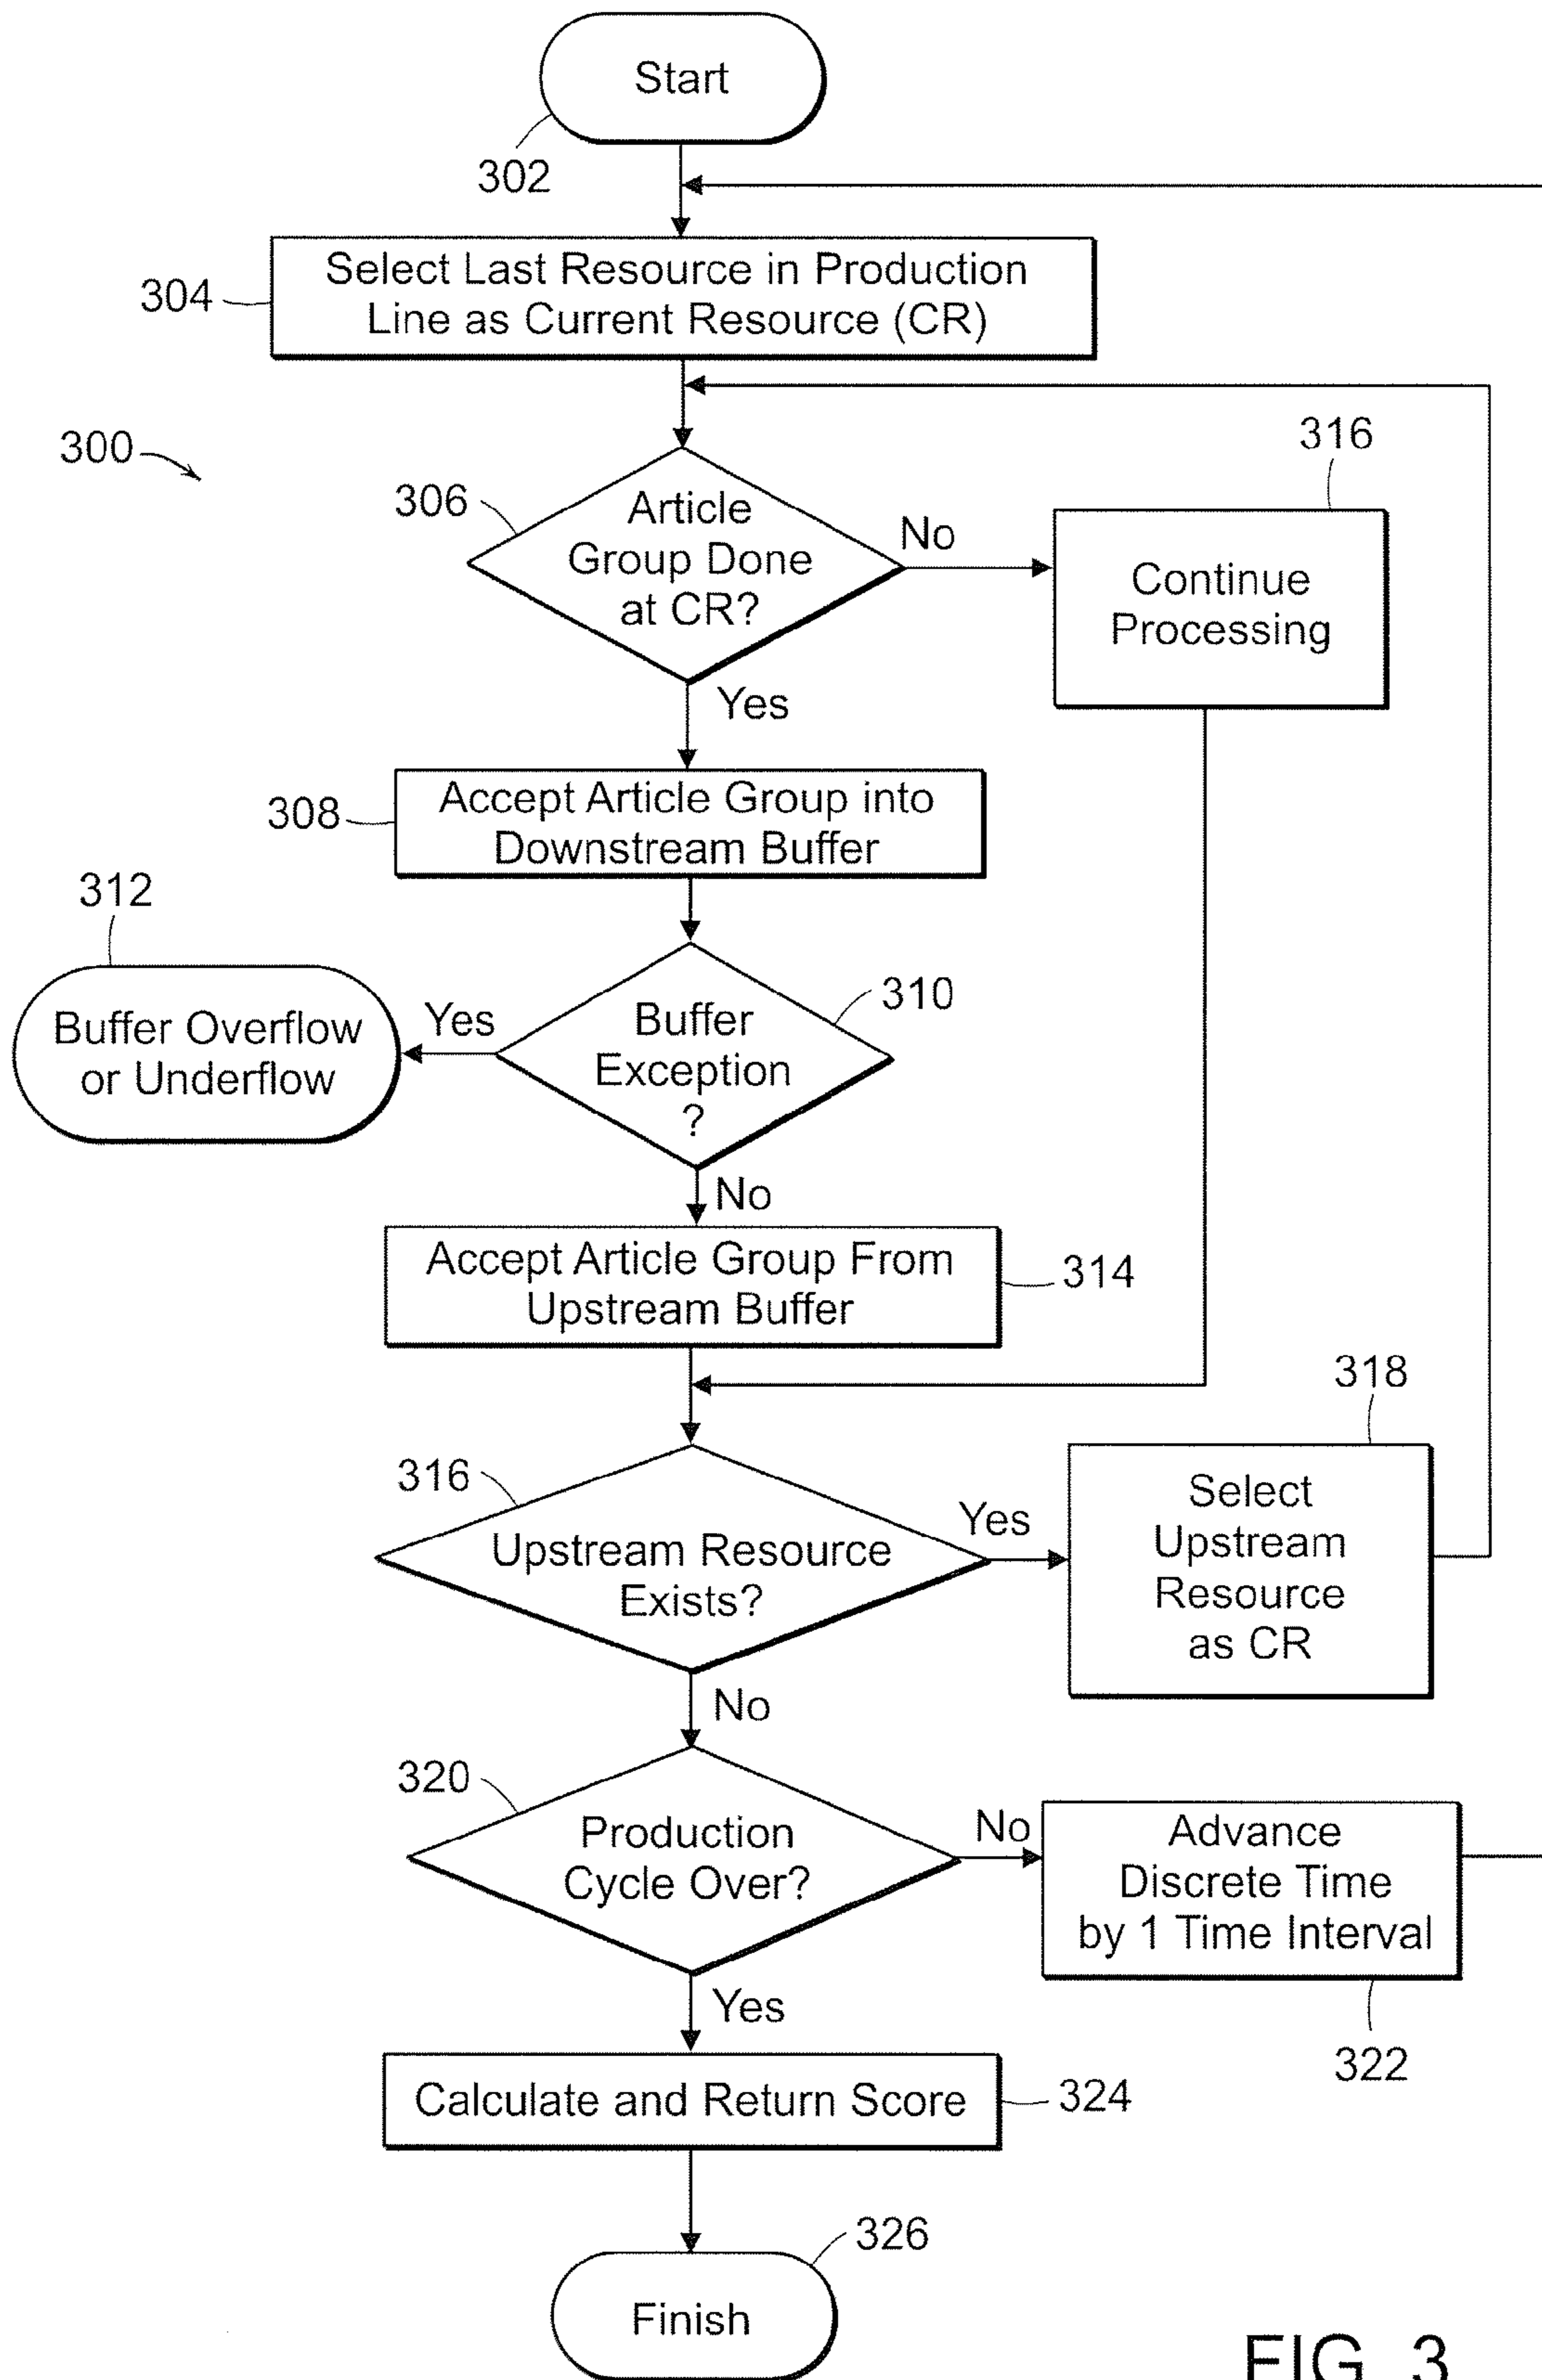 Start
302
Select Last Resource in Production
Line as Current Resource (CR)
304
300
316
306
Article
Group Done
at CR?
No
Continue
Processing
Yes
308
Accept Article Group into
Downstream Buffer
312
310
Buffer Overflow
or Underflow
Yes
Buffer
Exception
?
No
Accept Article Group From
Upstream Buffer
314
318
316
Upstream Resource
Exists?
Yes
Select
Upstream
Resource
as CR
No
320
Production
Cycle Over?
No
Advance
Discrete Time
by 1 Time Interval
Yes
322
Calculate and Return Score
324
326
Finish
FIG. 3